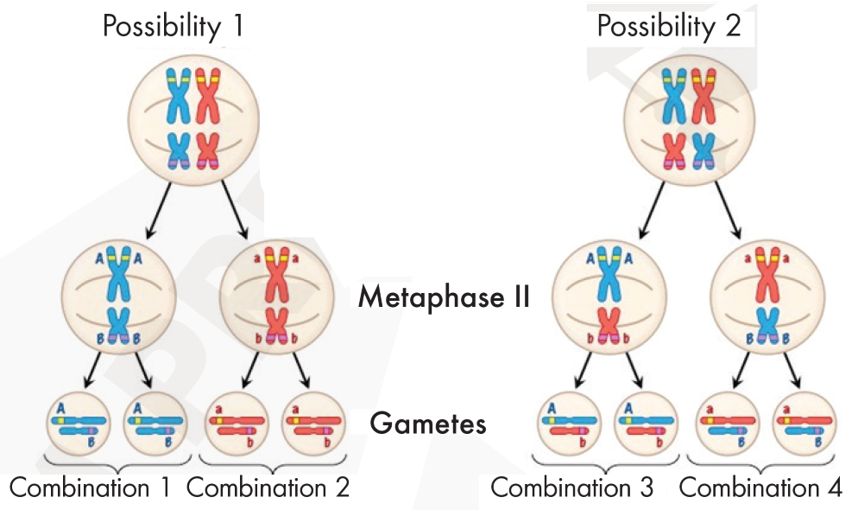 Possibility 1
Possibility 2
A A
a a
A A
a a
Metaphase II
B B
b b
b b
B B
A
A
a
a
A
A
a
a
Gametes
B
B
b
b
b
b
B
B
Combination 1
Combination 2
Combination 3
Combination 4